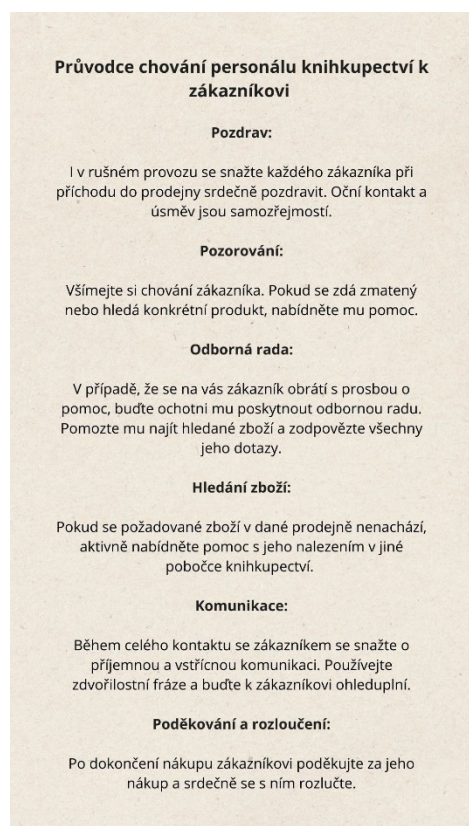 Průvodce chování personálu knihkupectví k
zákazníkovi
Pozdrav:
I v rušném provozu se snažte každého zákazníka při
příchodu do prodejny srdečně pozdravit. Oční kontakt a
úsměv jsou samozřejmostí.
Pozorování:
Všímejte si chování zákazníka. Pokud se zdá zmatený
nebo hledá konkrétní produkt, nabídněte mu pomoc.
Odborná rada:
V případě, že se na vás zákazník obrátí s prosbou o
pomoc, buďte ochotni mu poskytnout odbornou radu.
Pomozte mu najít hledané zboží a zodpovězte všechny
jeho dotazy.
Hledání zboží:
Pokud se požadované zboží v dané prodejně nenachází,
aktivně nabídněte pomoc s jeho nalezením v jiné
pobočce knihkupectví.
Komunikace:
Během celého kontaktu se zákazníkem se snažte o
příjemnou a vstřícnou komunikaci. Používejte
zdvořilostní fráze a buďte k zákazníkovi ohleduplní.
Poděkování a rozloučení:
Po dokončení nákupu zákazníkovi poděkujte za jeho
nákup a srdečně se s ním rozlučte.